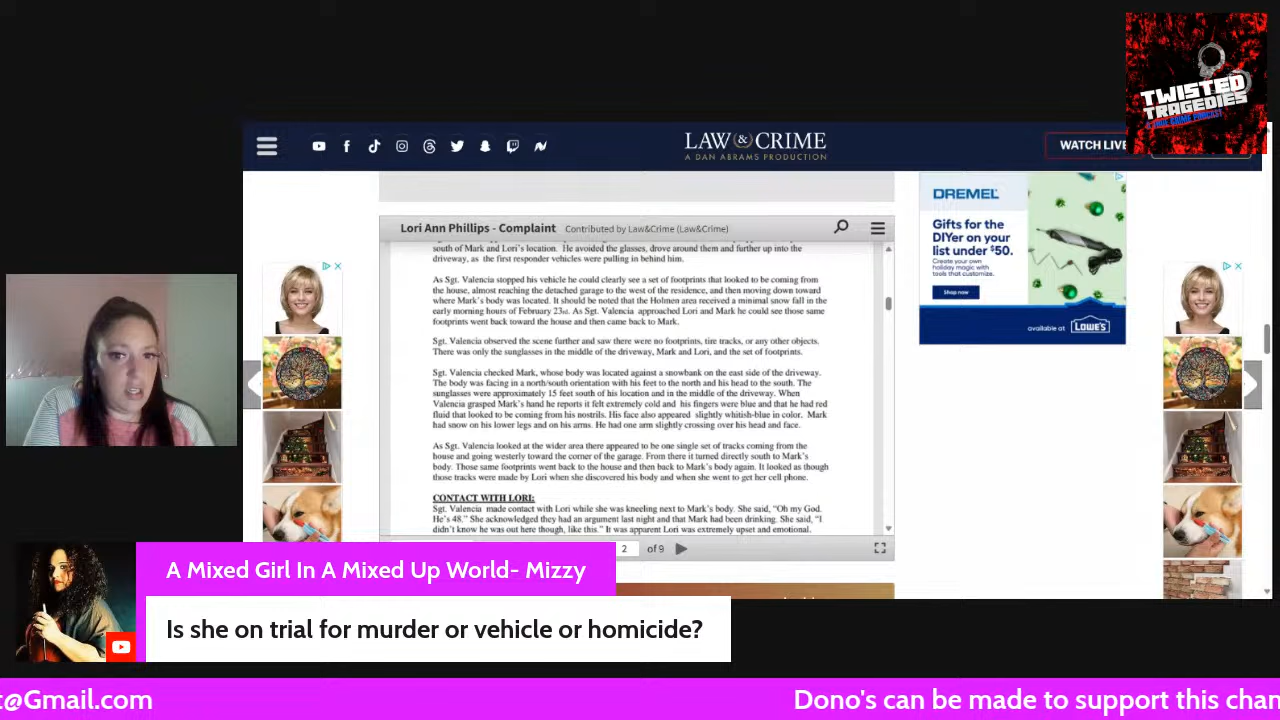 TWISTED
TRAGEDIES
A TRUE CRIME PODCAST
LAW & CRIME
A DAN ABRAMS PRODUCTION
WATCH LIVE
Lori Ann Phillips - Complaint Contributed by Law&Crime (Law&Crime)
south of Mark and Lori's location. He avoided the glasses, drove around them and further up into the
driveway, as the first responder vehicles were pulling in behind him.
As Sgt. Valencia stopped his vehicle he could clearly see a set of footprints that looked to be coming from
the house, almost reaching the detached garage to the west of the residence, and then moving down toward
where Mark's body was located. It should be noted that the Holmen area received a minimal snow fall in the
early morning hours of February 23rd. As Sgt. Valencia approached Lori and Mark he could see those same
footprints went back toward the house and then came back to Mark.
Sgt. Valencia observed the scene further and saw there were no footprints, tire tracks, or any other objects.
There was only the sunglasses in the middle of the driveway, Mark and Lori, and the set of footprints.
Sgt. Valencia checked Mark, whose body was located against a snowbank on the east side of the driveway.
The body was facing in a north/south orientation with his feet to the north and his head to the south. The
sunglasses were approximately 15 feet south of his location and in the middle of the driveway. When
Valencia grasped Mark's hand he reports it felt extremely cold and his fingers were blue and that he had red
fluid that looked to be coming from his nostrils. His face also appeared slightly whitish-blue in color. Mark
had snow on his lower legs and on his arms. He had one arm slightly crossing over his head and face.
As Sgt. Valencia looked at the wider area there appeared to be one single set of tracks coming from the
house and going westerly toward the corner of the garage. From there it turned directly south to Mark's
body. Those same footprints went back to the house and then back to Mark's body again. It looked as though
those tracks were made by Lori when she discovered his body and when she went to get her cell phone.
CONTACT WITH LORI:
Sgt. Valencia made contact with Lori while she was kneeling next to Mark's body. She said, "Oh my God.
He's 48." She acknowledged they had an argument last night and that Mark had been drinking. She said, "I
didn't know he was out here though, like this." It was apparent Lori was extremely upset and emotional.
2 of 9
DREMEL
Gifts for the
DIYer on your
list under $50.
Create your own
holiday magic with
tools that customize.
Shop now
available at LOWE'S
A Mixed Girl In A Mixed Up World- Mizzy
Is she on trial for murder or vehicle or homicide?
@Gmail.com
Dono's can be made to support this chan